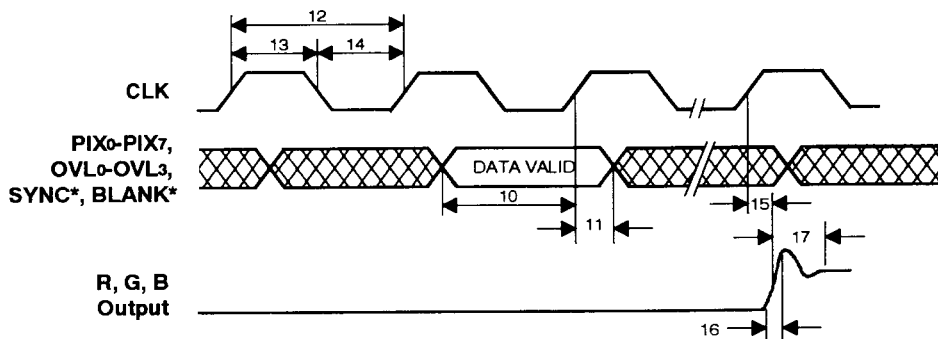 12
13 14
CLK
PIX0-PIX7,
OVL0-OVL3,
SYNC*, BLANK*
DATA VALID
10
11
15
17
R, G, B
Output
16